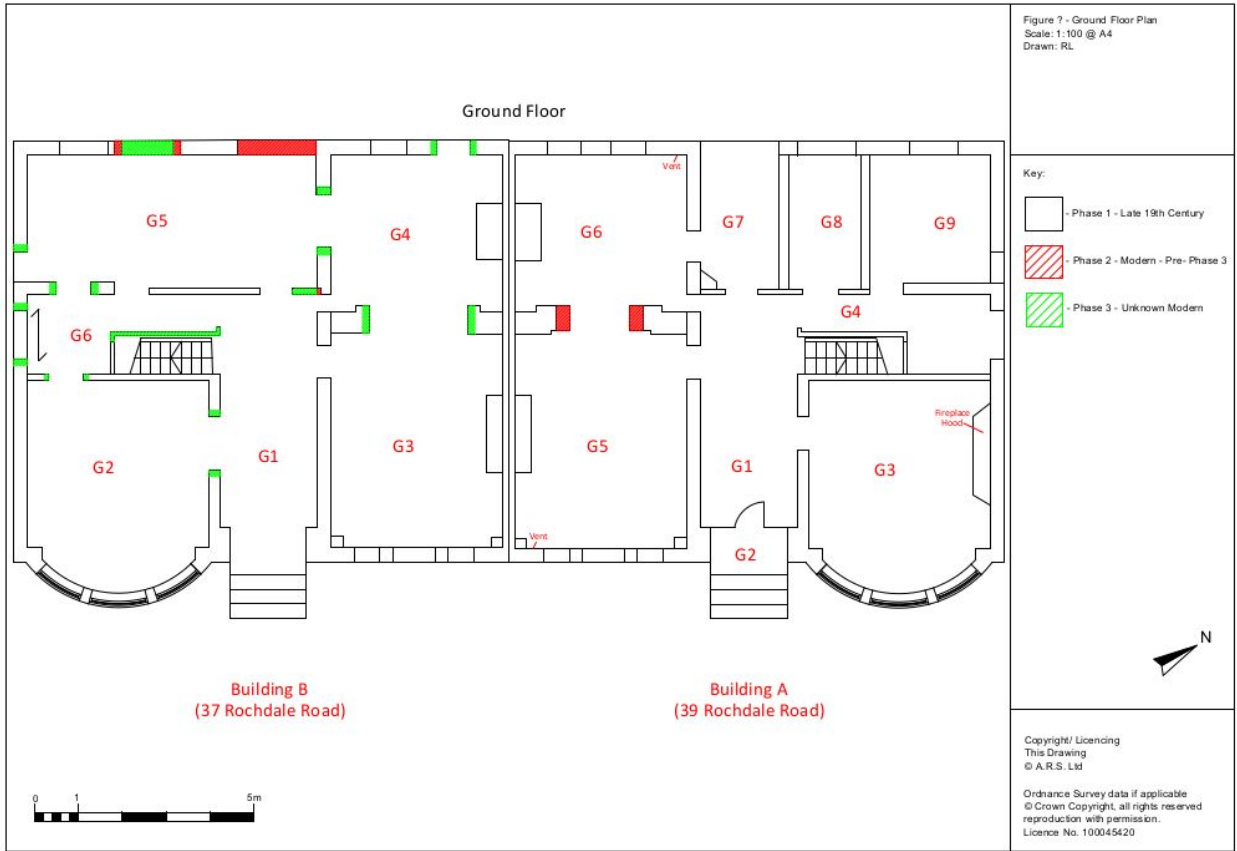 Figure ? - Ground Floor Plan
Scale: 1:100 @ A4
Drawn: RL
Ground Floor
Key:
- Phase 1 - Late 19th Century
- Phase 2 - Modern - Pre- Phase 3
- Phase 3 - Unknown Modern
Vent
G5
G4
G6
G7
G8
G9
G6
G4
G2
G1
G3
G5
G1
G3
Fireplace
Hood
Vent
G2
N
Building B
(37 Rochdale Road)
Building A
(39 Rochdale Road)
0
1
5m
Copyright/ Licencing
This Drawing
© A.R.S. Ltd
Ordnance Survey data if applicable
© Crown Copyright, all rights reserved
reproduction with permission.
Licence No. 100045420